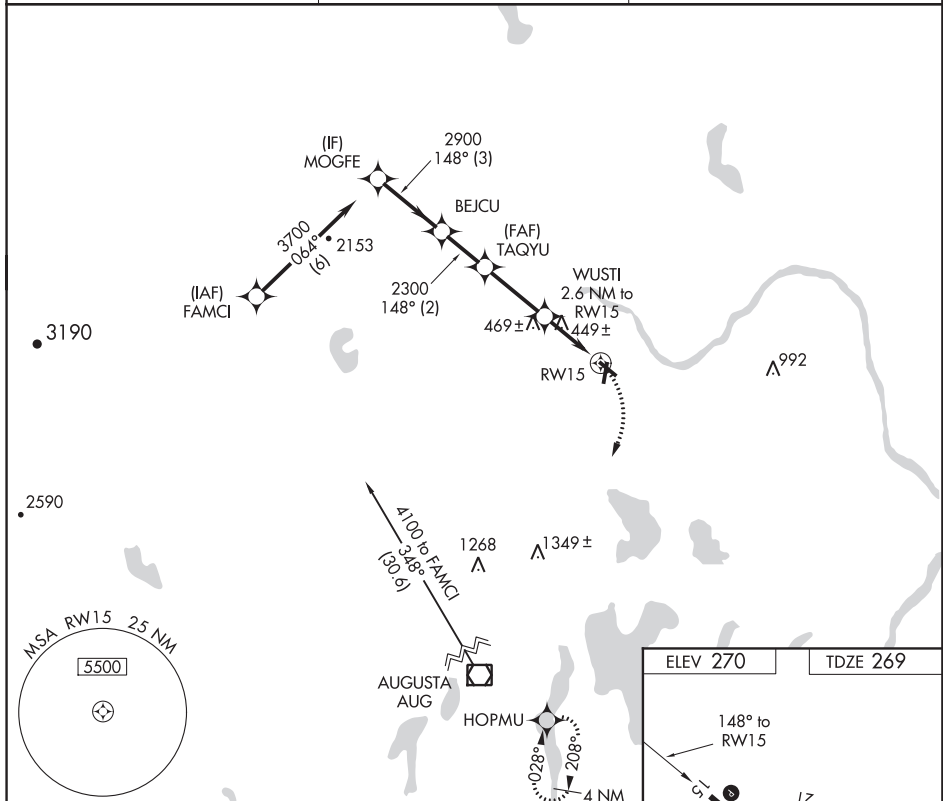 (IF)
MOGFE
2900
148° (3)
BEJCU
(FAF)
TAQYU
3700
064°
(6)
2153
(IAF)
FAMCI
2300
148° (2)
WUSTI
2.6 NM to
RW15
469±
449±
3190
RW15
992
2590
4100 to FAMCI
348°
(30.6)
1268
1349±
MSA RW15 25 NM
5500
AUGUSTA
AUG
HOPMU
028°
208°
4 NM
ELEV 270
TDZE 269
148° to
RW15
15
P
21